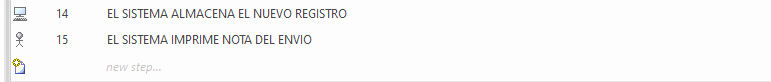 14 EL SISTEMA ALMACENA EL NUEVO REGISTRO
15 EL SISTEMA IMPRIME NOTA DEL ENVIO
new step...